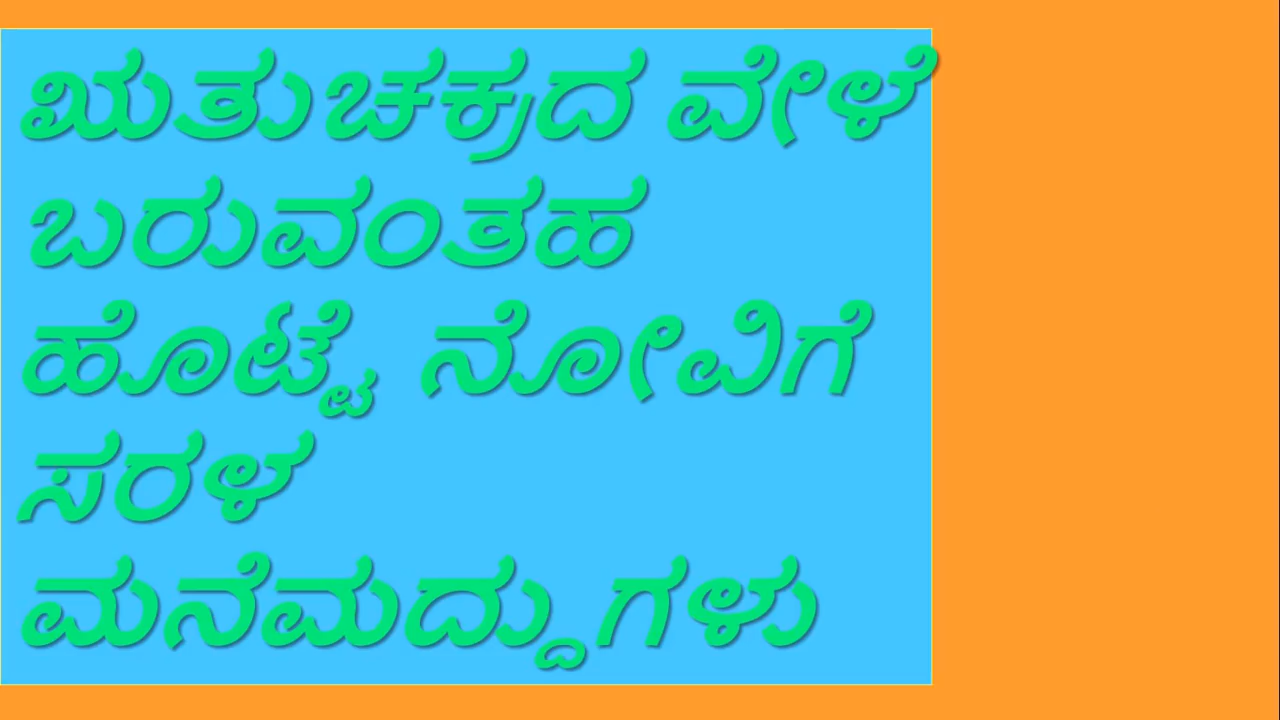 ಋತುಚಕ್ರದ ವೇಳೆ
ಬರುವಂತಹ
ಹೊಟ್ಟೆ ನೋವಿಗೆ
ಸರಳ
ಮನೆಮದ್ದುಗಳು